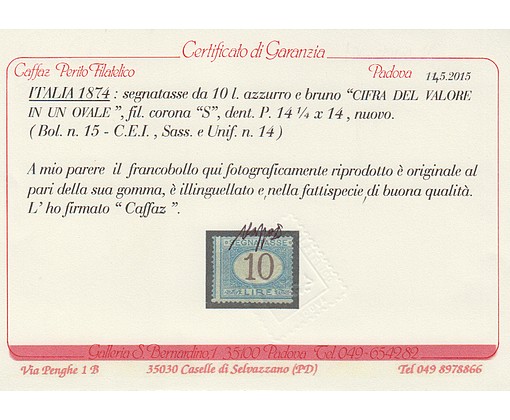 Certificato di Garanzia
Caffaz Perito Filatelico Padova 14.5.2015
ITALIA 1874 : segnatasse da 10 l. azzurro e bruno "CIFRA DEL VALORE
IN UN OVALE", fil. corona "S", dent. P. 14 ¼ x 14 , nuovo.
( Bol. n. 15 - C.E.I. , Sass. e Unif. n. 14 )
A mio parere il francobollo qui fotograficamente riprodotto è originale al
pari della sua gomma, è illinguellato e nella fattispecie di buona qualità.
L' ho firmato " Caffaz ".
SEGNATASSE
10
LIRE
Galleria S. Bernardino,1 35100 Padova Tel 049-654282
Via Penghe 1 B 35030 Caselle di Selvazzano (PD) Tel 049 8978866